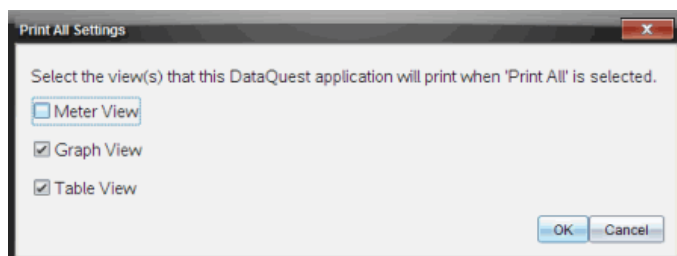 Print All Settings
Select the view(s) that this DataQuest application will print when 'Print All' is selected.
Meter View
Graph View
Table View
OK Cancel